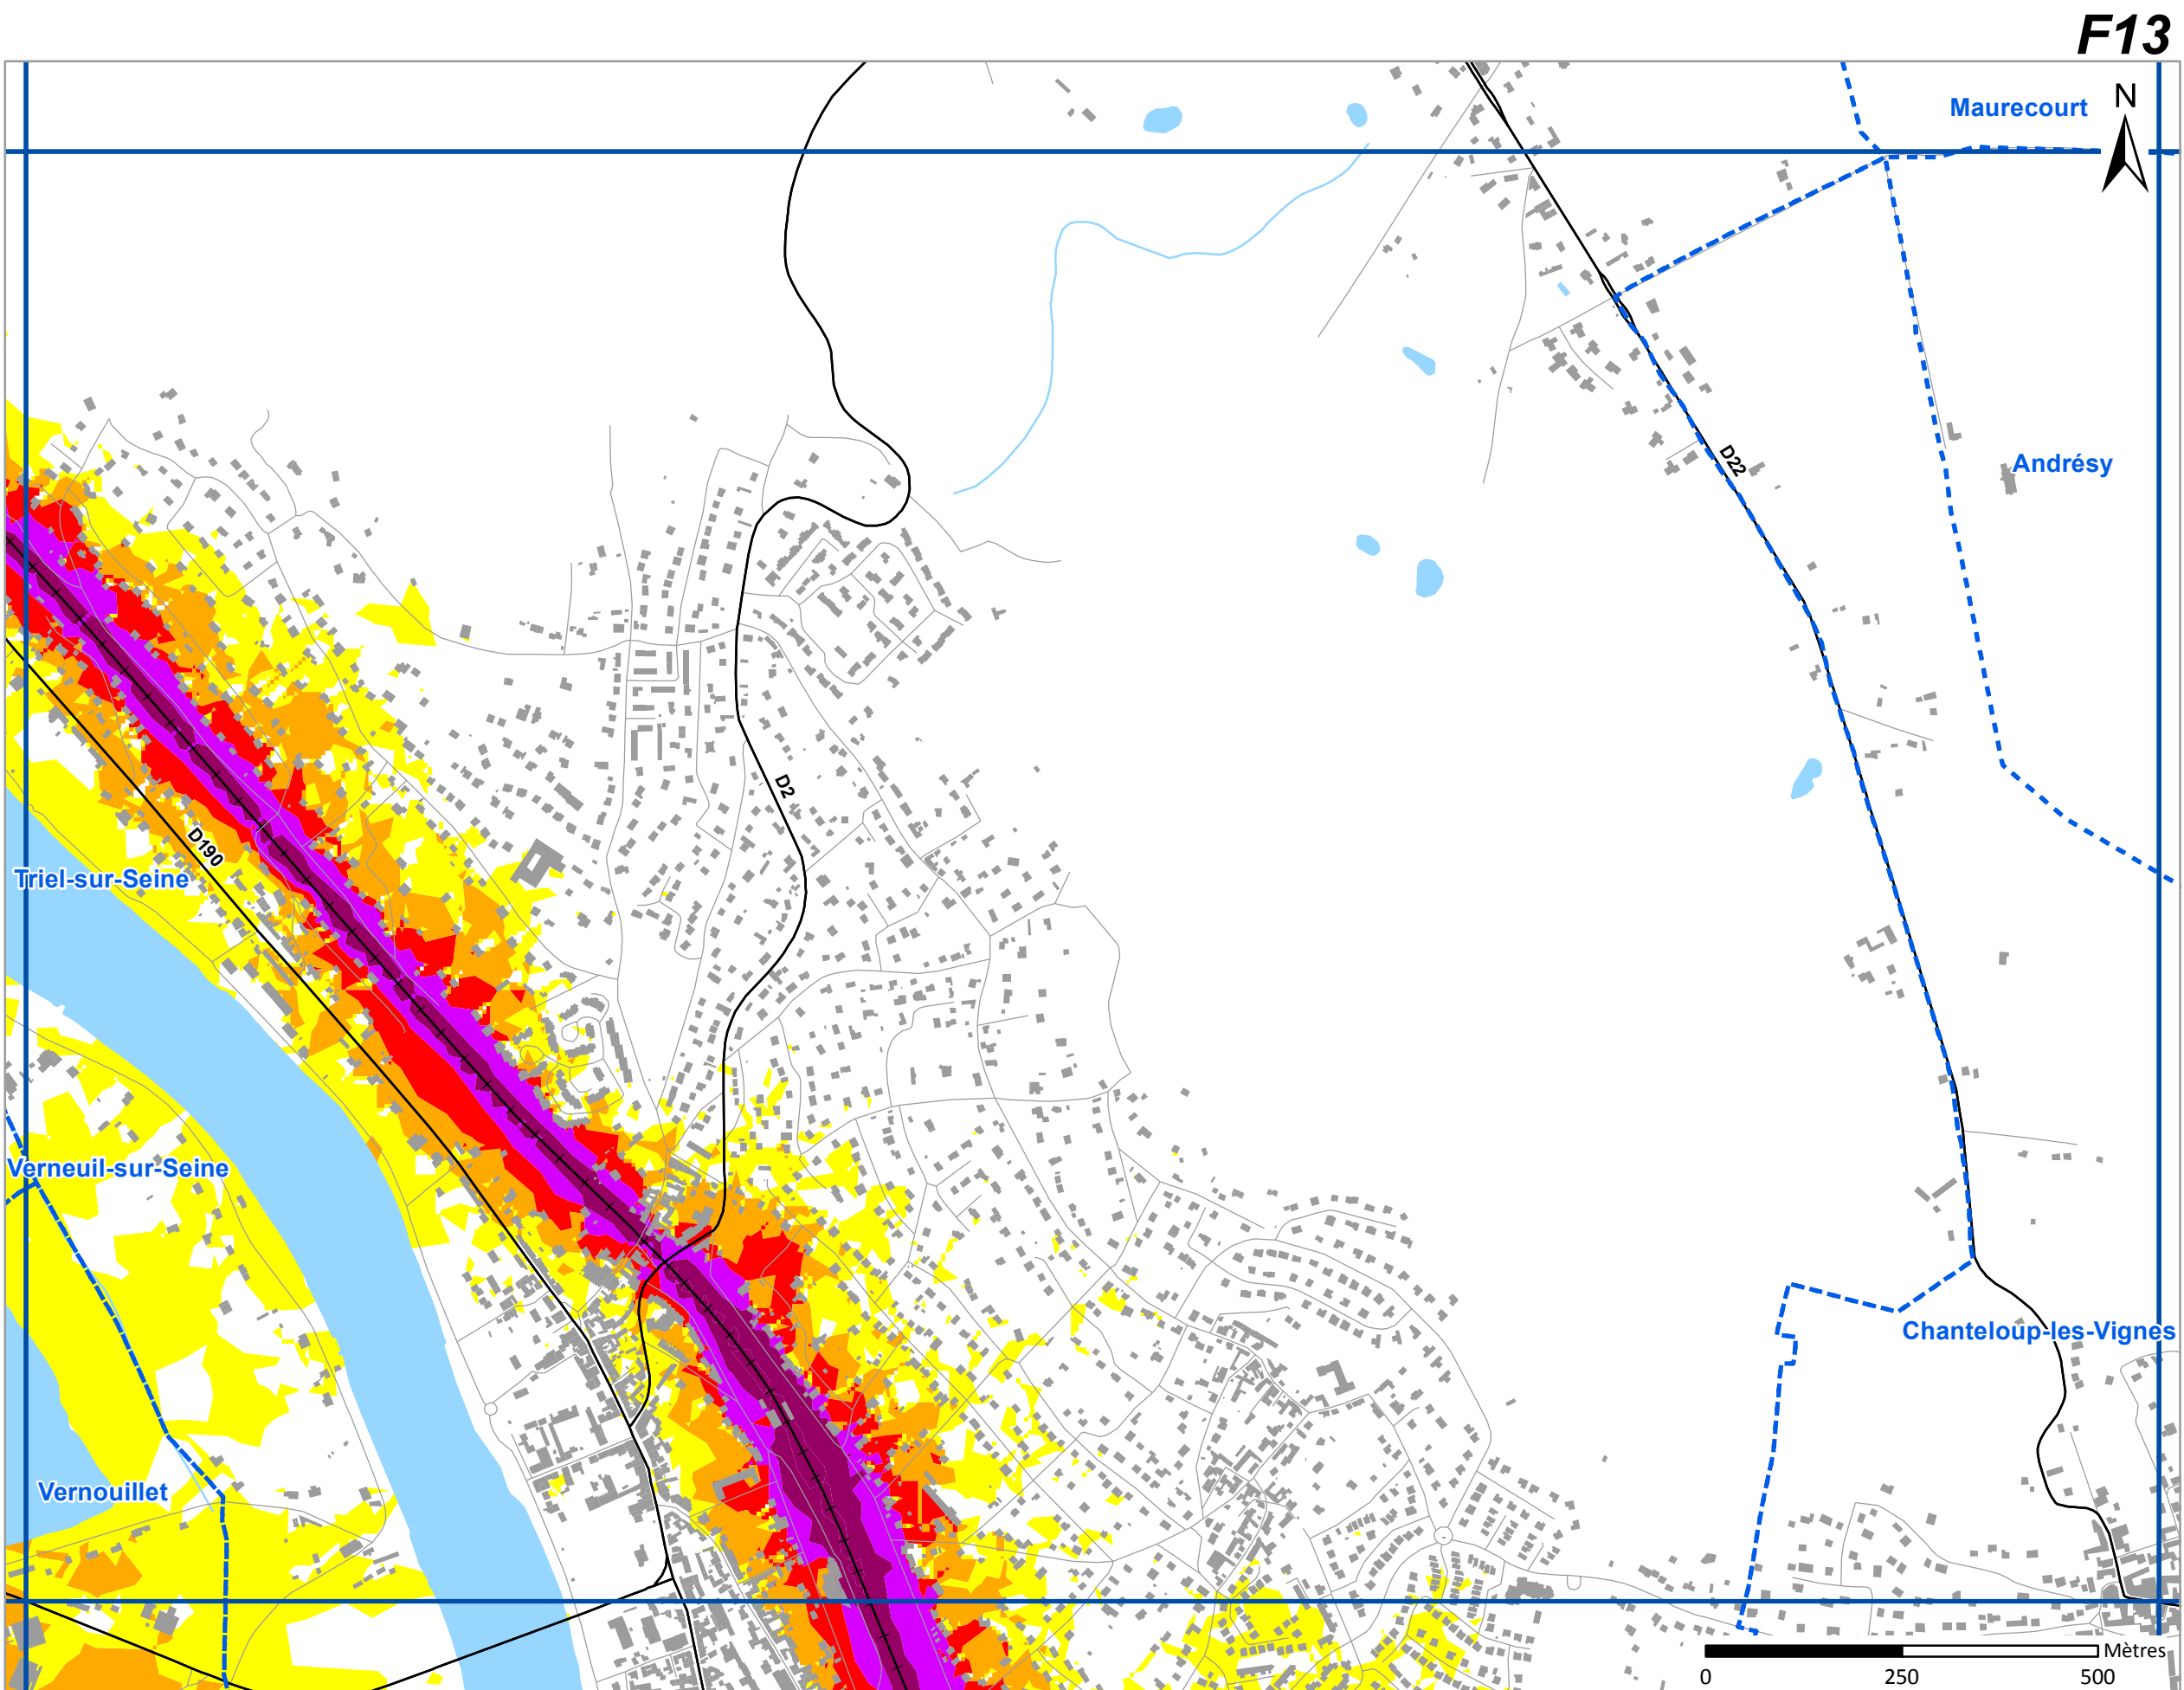 F13
Maurecourt
N
D22
Andrésy
D2
D190
Triel-sur-Seine
Verneuil-sur-Seine
Chanteloup-les-Vignes
Vernouillet
Mètres
0 250 500